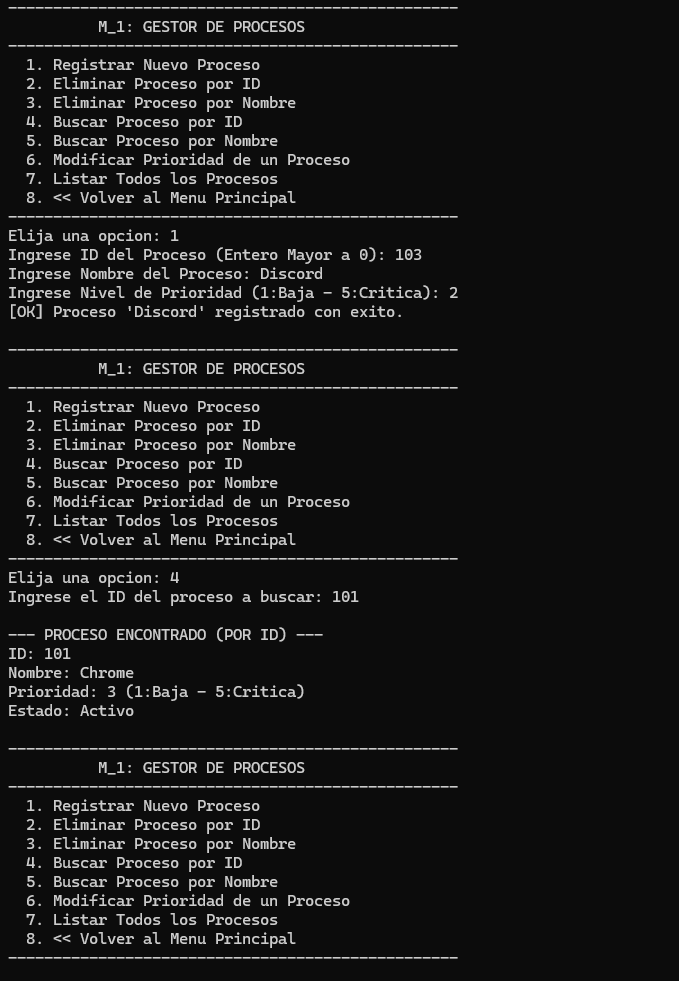 --------------------------------------------------
M_1: GESTOR DE PROCESOS
--------------------------------------------------
1. Registrar Nuevo Proceso
2. Eliminar Proceso por ID
3. Eliminar Proceso por Nombre
4. Buscar Proceso por ID
5. Buscar Proceso por Nombre
6. Modificar Prioridad de un Proceso
7. Listar Todos los Procesos
8. << Volver al Menu Principal
--------------------------------------------------
Elija una opcion: 1
Ingrese ID del Proceso (Entero Mayor a 0): 103
Ingrese Nombre del Proceso: Discord
Ingrese Nivel de Prioridad (1:Baja - 5:Critica): 2
[OK] Proceso 'Discord' registrado con exito.
--------------------------------------------------
M_1: GESTOR DE PROCESOS
--------------------------------------------------
1. Registrar Nuevo Proceso
2. Eliminar Proceso por ID
3. Eliminar Proceso por Nombre
4. Buscar Proceso por ID
5. Buscar Proceso por Nombre
6. Modificar Prioridad de un Proceso
7. Listar Todos los Procesos
8. << Volver al Menu Principal
--------------------------------------------------
Elija una opcion: 4
Ingrese el ID del proceso a buscar: 101
--- PROCESO ENCONTRADO (POR ID) ---
ID: 101
Nombre: Chrome
Prioridad: 3 (1:Baja - 5:Critica)
Estado: Activo
--------------------------------------------------
M_1: GESTOR DE PROCESOS
--------------------------------------------------
1. Registrar Nuevo Proceso
2. Eliminar Proceso por ID
3. Eliminar Proceso por Nombre
4. Buscar Proceso por ID
5. Buscar Proceso por Nombre
6. Modificar Prioridad de un Proceso
7. Listar Todos los Procesos
8. << Volver al Menu Principal
--------------------------------------------------